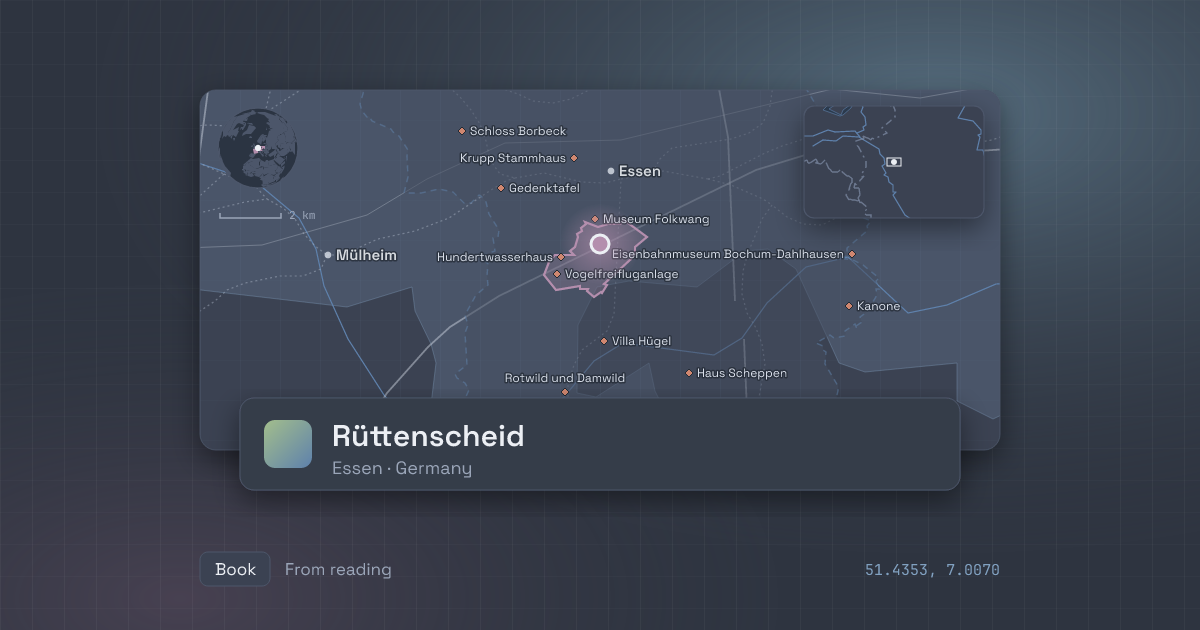 Schloss Borbeck
Krupp Stammhaus
Essen
Gedenktafel
2 km
Museum Folkwang
Mülheim
Hundertwasserhaus
Eisenbahnmuseum Bochum-Dahlhausen
Vogelfreifluganlage
Kanone
Villa Hügel
Haus Scheppen
Rotwild und Damwild
Rüttenscheid
Essen · Germany
Book
From reading
51.4353, 7.0070